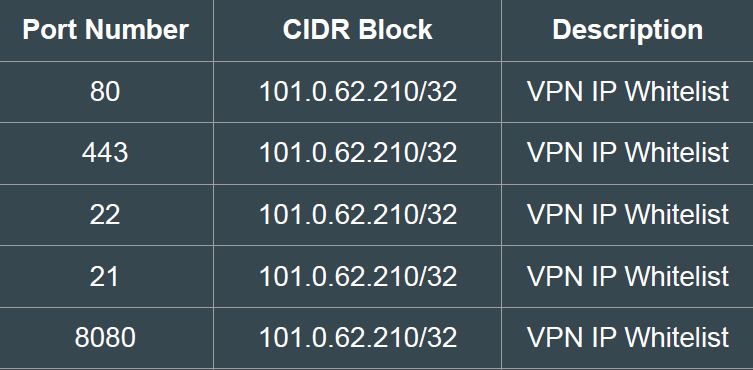 Port Number CIDR Block Description
80 101.0.62.210/32 VPN IP Whitelist
443 101.0.62.210/32 VPN IP Whitelist
22 101.0.62.210/32 VPN IP Whitelist
21 101.0.62.210/32 VPN IP Whitelist
8080 101.0.62.210/32 VPN IP Whitelist